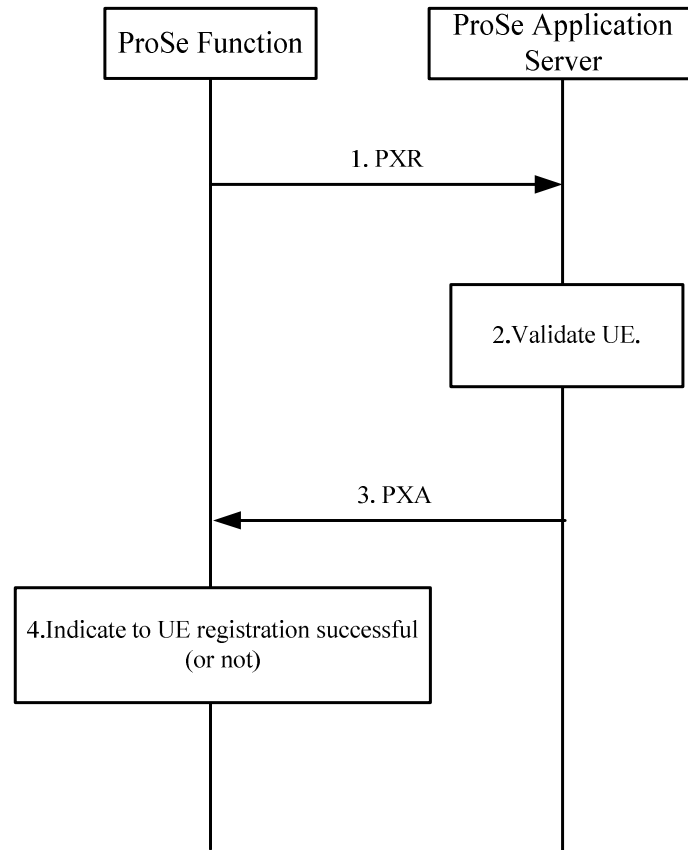 ProSe Function
ProSe Application
Server
1. PXR
2.Validate UE.
3. PXA
4.Indicate to UE registration successful
(or not)